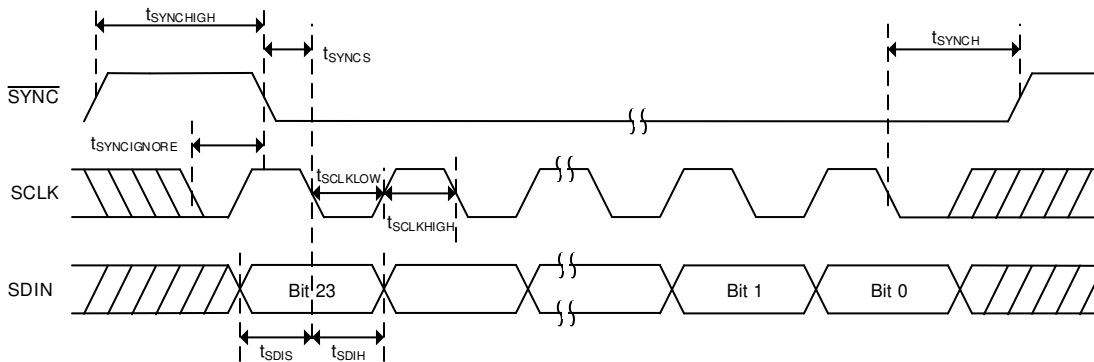 tSYNCHIGH
tSYNCS
tSYNCH
SYNC
tSYNCIGNORE
tSCLKLOW
SCLK
tSCLKHIGH
SDIN
Bit 23
Bit 1
Bit 0
tSDIS
tSDIH